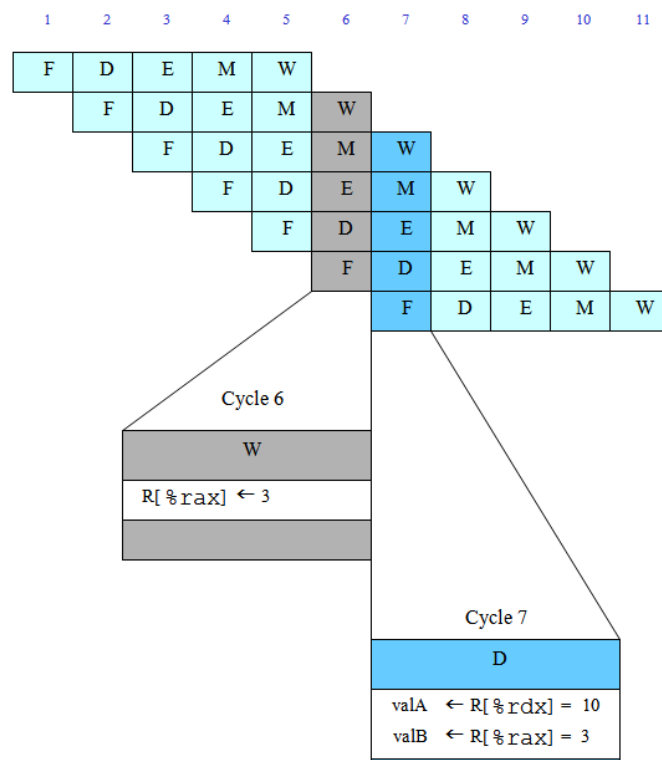 1 2 3 4 5 6 7 8 9 10 11
F D E M W
F D E M W
F D E M W
F D E M W
F D E M W
F D E M W
F D E M W
Cycle 6
W
R[%rax] ← 3
Cycle 7
D
valA ← R[%rdx] = 10
valB ← R[%rax] = 3